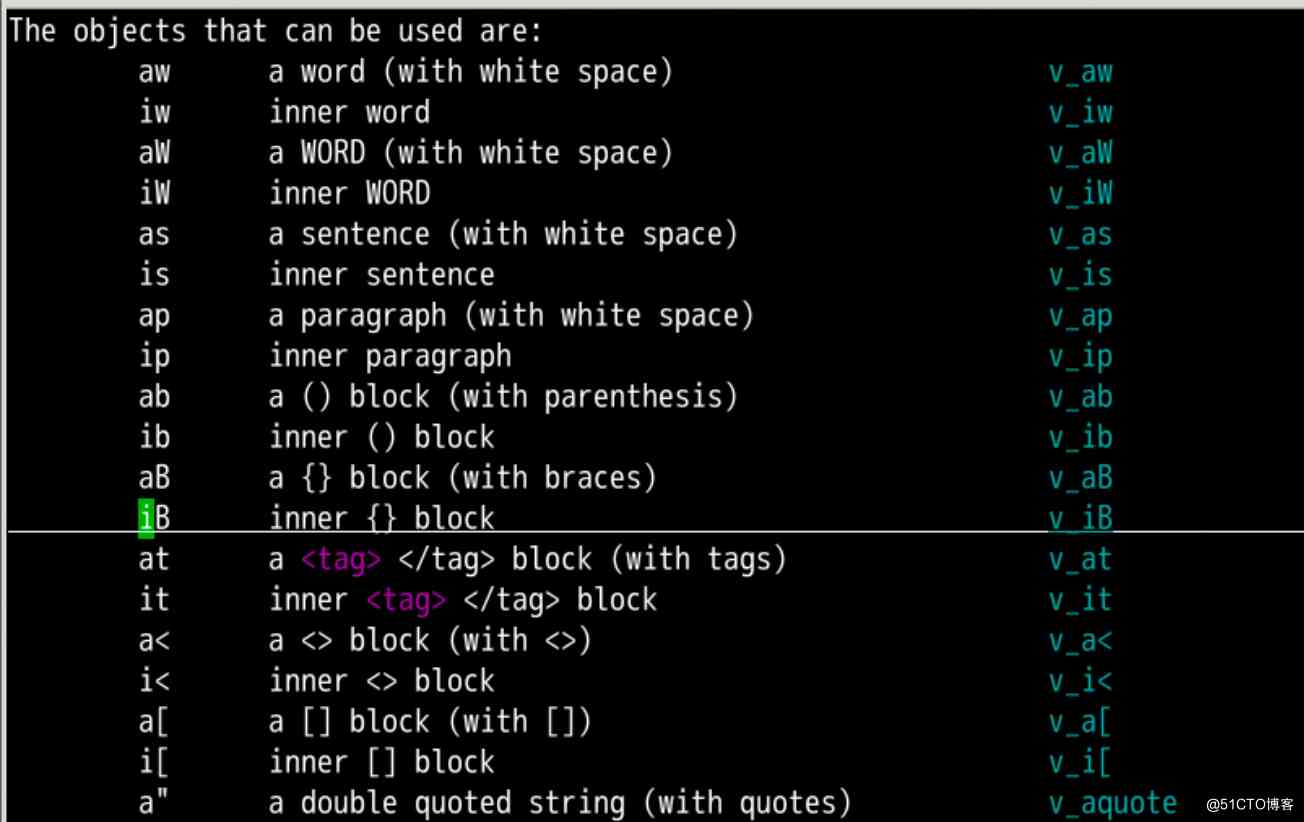 The objects that can be used are:
aw a word (with white space) v_aw
iw inner word v_iw
aW a WORD (with white space) v_aW
iW inner WORD v_iW
as a sentence (with white space) v_as
is inner sentence v_is
ap a paragraph (with white space) v_ap
ip inner paragraph v_ip
ab a () block (with parenthesis) v_ab
ib inner () block v_ib
aB a {} block (with braces) v_aB
iB inner {} block v_iB
at a <tag> </tag> block (with tags) v_at
it inner <tag> </tag> block v_it
a< a <> block (with <>) v_a<
i< inner <> block v_i<
a[ a [] block (with []) v_a[
i[ inner [] block v_i[
a" a double quoted string (with quotes) v_aquote
@51CTO博客